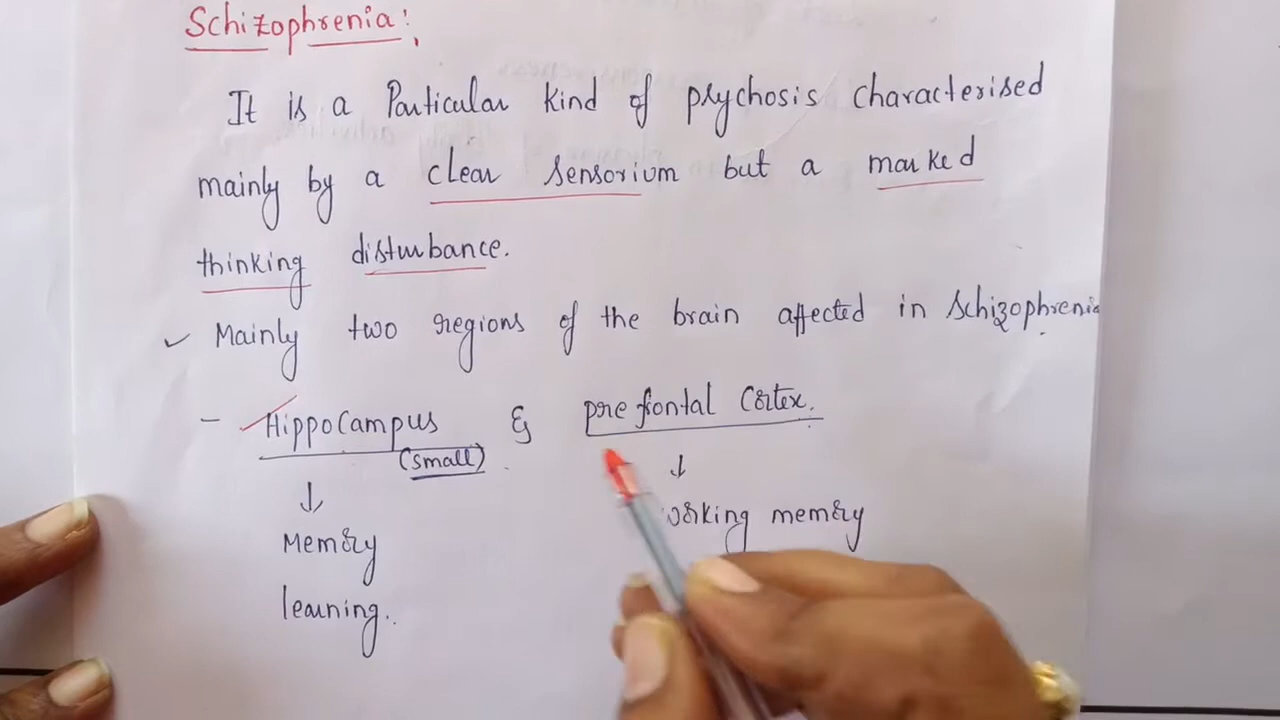 Schizophrenia:
It is a Particular kind of psychosis characterised
mainly by a clear sensorium but a marked
thinking disturbance.
✓ Mainly two regions of the brain affected in Schizophrenia
- Hippocampus & prefontal Cortex.
(small)
↓ ↓
Memory working memory
learning..